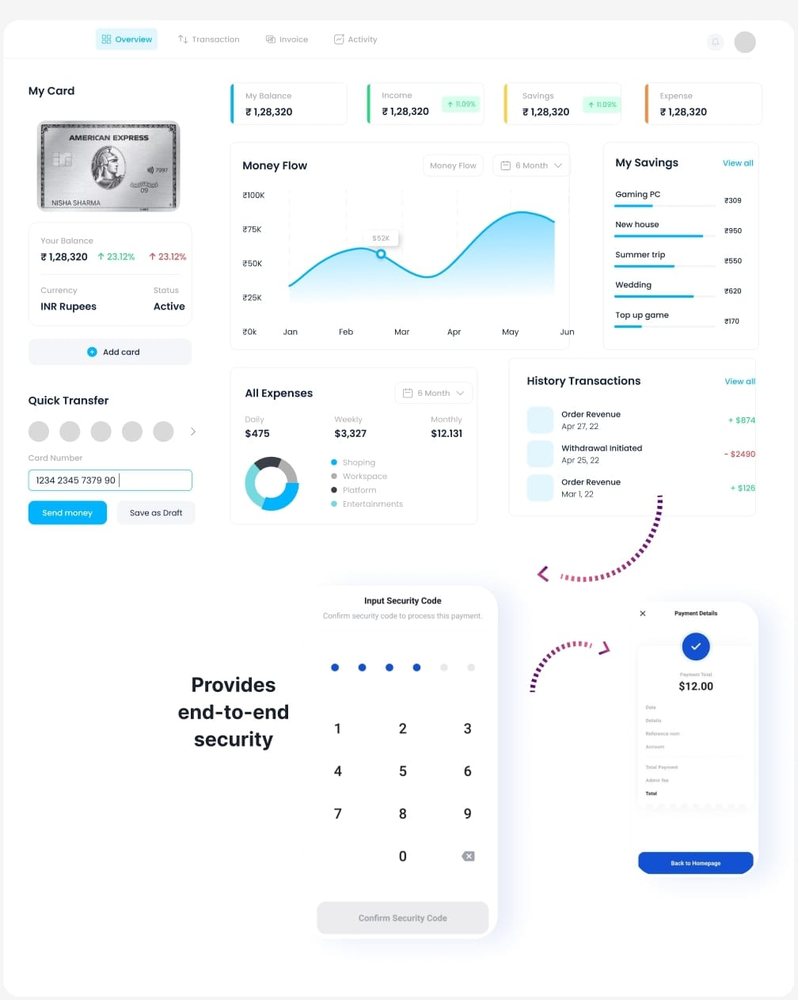 Overview
Transaction
Invoice
Activity
My Card
AMERICAN EXPRESS
7997
09
NISHA SHARMA
Your Balance
₹ 1,28,320 ↑ 23.12% ↑ 23.12%
Currency Status
INR Rupees Active
Add card
Quick Transfer
Card Number
1234 2345 7379 90
Send money
Save as Draft
My Balance
₹ 1,28,320
Income
₹ 1,28,320
↑ 11.09%
Savings
₹ 1,28,320
↑ 11.09%
Expense
₹ 1,28,320
Money Flow
Money Flow
6 Month
₹100K
₹75K
₹50K
₹25K
₹0k
$52K
Jan Feb Mar Apr May Jun
My Savings
View all
Gaming PC
₹309
New house
₹950
Summer trip
₹550
Wedding
₹620
Top up game
₹170
All Expenses
6 Month
Daily Weekly Monthly
$475 $3,327 $12.131
Shoping
Workspace
Platform
Entertainments
History Transactions
View all
Order Revenue
Apr 27, 22
+ $874
Withdrawal Initiated
Apr 25, 22
- $2490
Order Revenue
Mar 1, 22
+ $126
Provides
end-to-end
security
Input Security Code
Confirm security code to process this payment.
1 2 3
4 5 6
7 8 9
0
Confirm Security Code
Payment Details
Payment Total
$12.00
Date
Details
Reference num
Account
Total Payment
Admin fee
Total
Back to Homepage